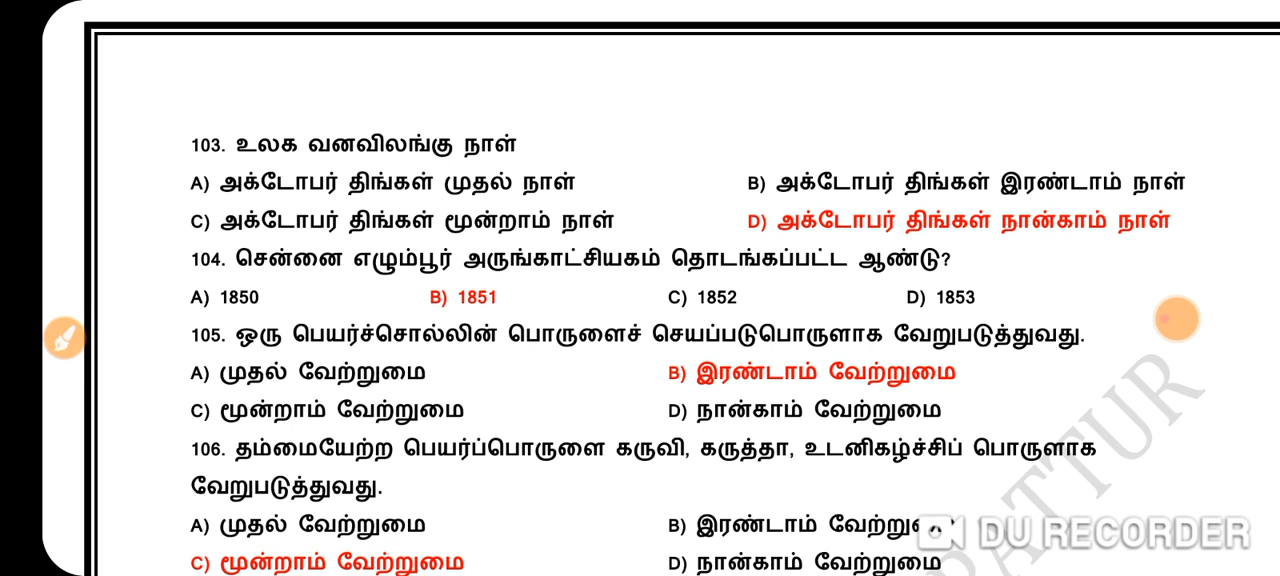 103. உலக வனவிலங்கு நாள்
A) அக்டோபர் திங்கள் முதல் நாள் B) அக்டோபர் திங்கள் இரண்டாம் நாள்
C) அக்டோபர் திங்கள் மூன்றாம் நாள் D) அக்டோபர் திங்கள் நான்காம் நாள்
104. சென்னை எழும்பூர் அருங்காட்சியகம் தொடங்கப்பட்ட ஆண்டு?
A) 1850 B) 1851 C) 1852 D) 1853
105. ஒரு பெயர்ச்சொல்லின் பொருளைச் செயப்படுபொருளாக வேறுபடுத்துவது.
A) முதல் வேற்றுமை B) இரண்டாம் வேற்றுமை
C) மூன்றாம் வேற்றுமை D) நான்காம் வேற்றுமை
106. தம்மையேற்ற பெயர்ப்பொருளை கருவி, கருத்தா, உடனிகழ்ச்சிப் பொருளாக
வேறுபடுத்துவது.
A) முதல் வேற்றுமை B) இரண்டாம்
C) மூன்றாம் வேற்றுமை D) நான்காம் வேற்றுமை
DU RECORDER